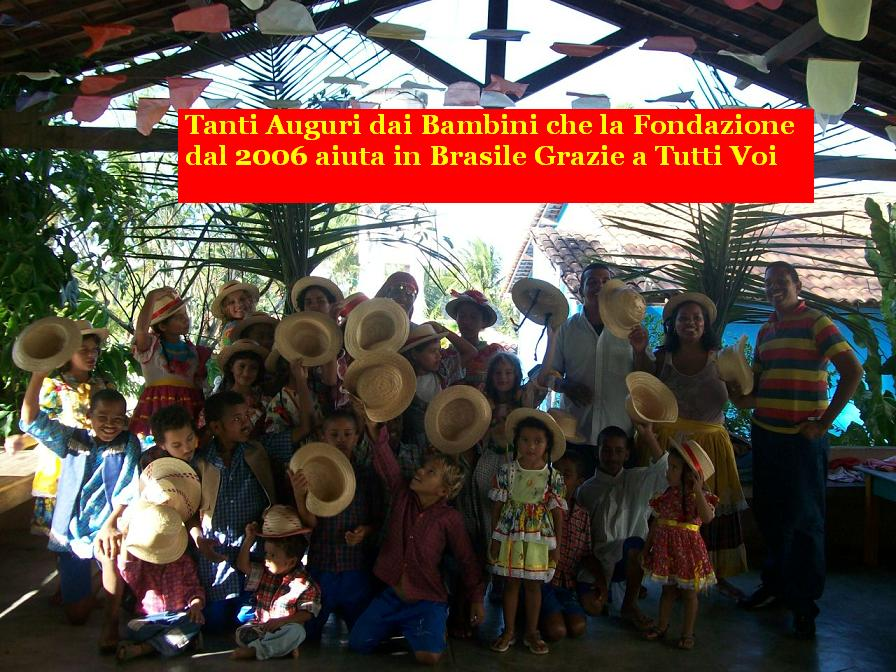 Tanti Auguri dai Bambini che la Fondazione
dal 2006 aiuta in Brasile Grazie a Tutti Voi